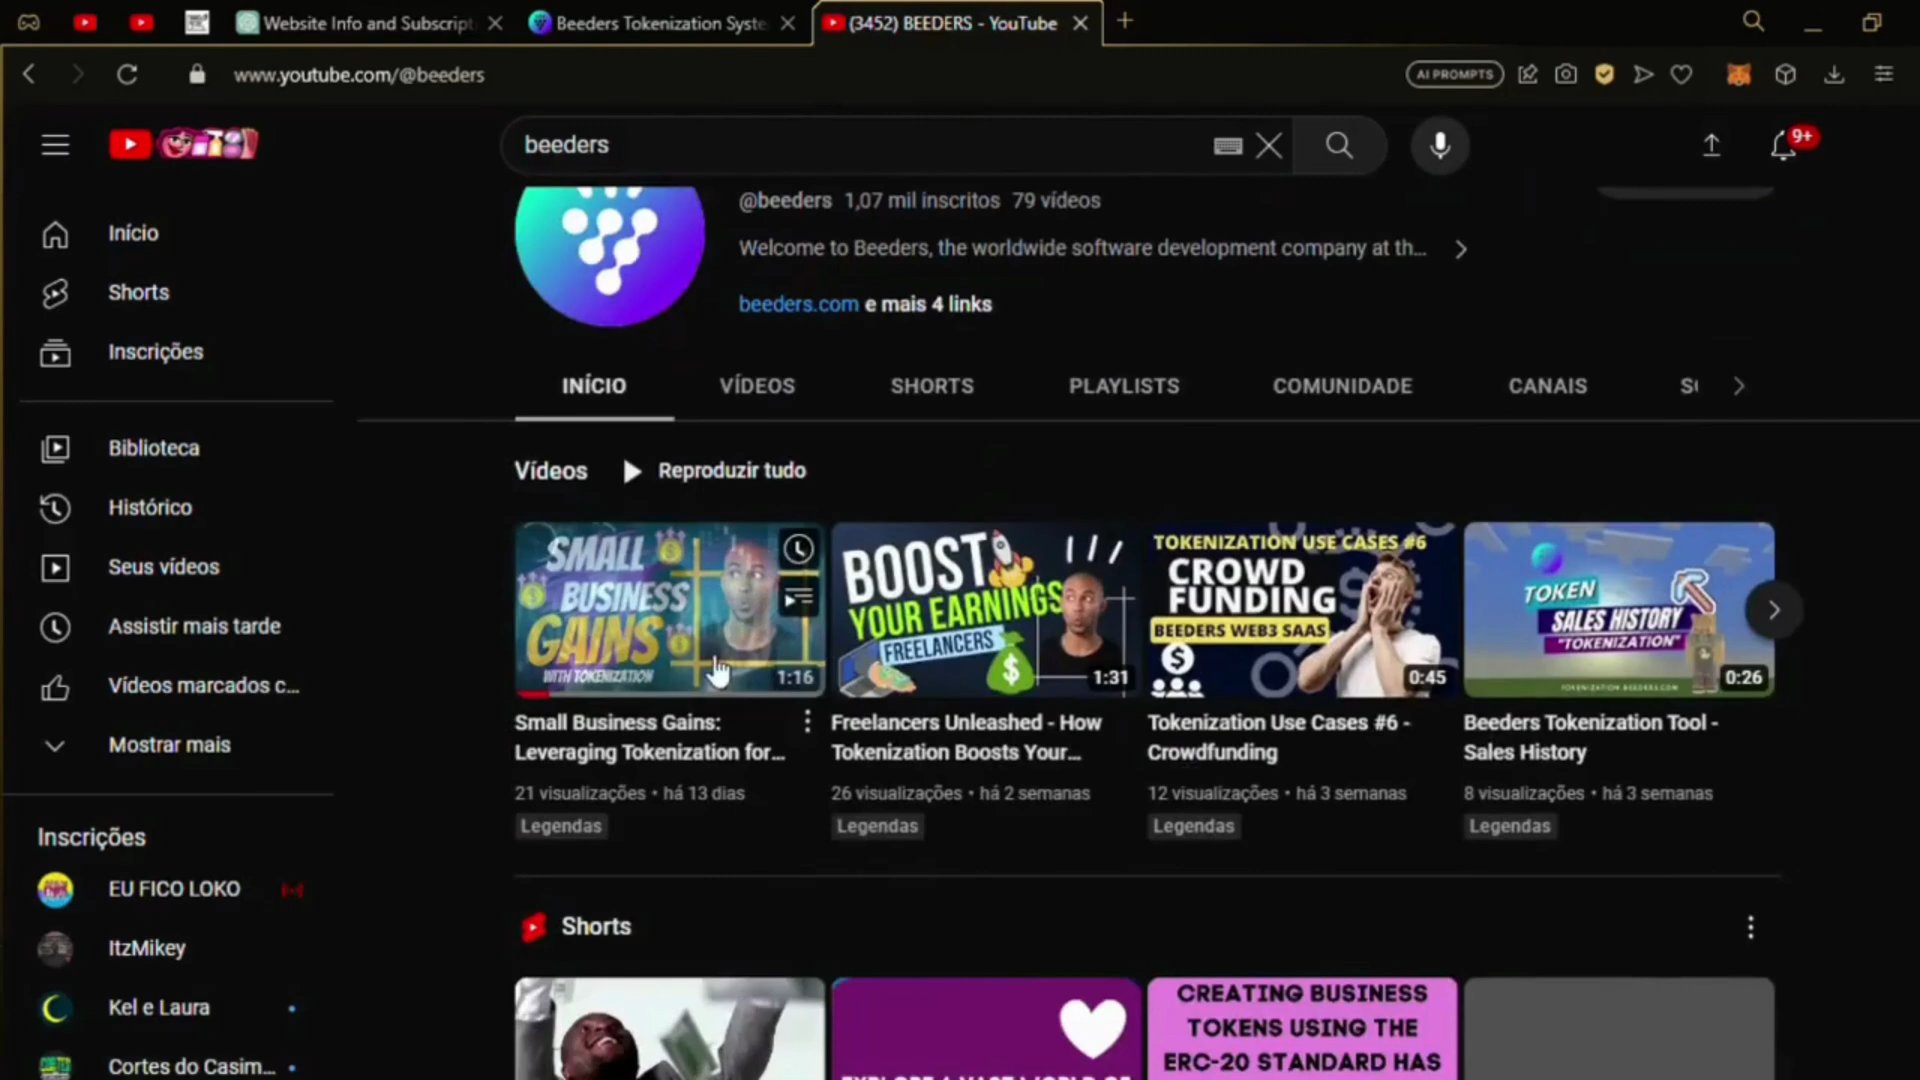 Website Info and Subscript
Beeders Tokenization Syste
(3452) BEEDERS - YouTube
www.youtube.com/@beeders
AI PROMPTS
beeders
9+
@beeders 1,07 mil inscritos 79 vídeos
Welcome to Beeders, the worldwide software development company at th...
beeders.com e mais 4 links
Início
Shorts
Inscrições
INÍCIO
VÍDEOS
SHORTS
PLAYLISTS
COMUNIDADE
CANAIS
Biblioteca
Histórico
Seus vídeos
Assistir mais tarde
Vídeos marcados c...
Mostrar mais
Inscrições
EU FICO LOKO
ItzMikey
Kel e Laura
Cortes do Casim...
Vídeos
Reproduzir tudo
SMALL
BUSINESS
GAINS
WITH TOKENIZATION
1:16
Small Business Gains:
Leveraging Tokenization for...
21 visualizações • há 13 dias
Legendas
BOOST
YOUR EARNINGS
FREELANCERS
1:31
Freelancers Unleashed - How
Tokenization Boosts Your...
26 visualizações • há 2 semanas
Legendas
TOKENIZATION USE CASES #6
CROWD
FUNDING
BEEDERS WEB3 SAAS
0:45
Tokenization Use Cases #6 -
Crowdfunding
12 visualizações • há 3 semanas
Legendas
TOKEN
SALES HISTORY
"TOKENIZATION"
TOKENIZATION.BEEDERS.COM
0:26
Beeders Tokenization Tool -
Sales History
8 visualizações • há 3 semanas
Legendas
Shorts
EXPLORE A VAST WORLD OF
CREATING BUSINESS
TOKENS USING THE
ERC-20 STANDARD HAS